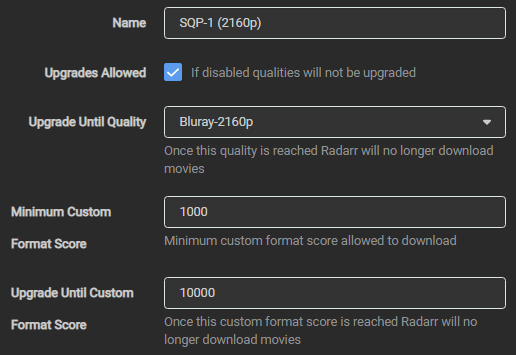 Name SQP-1 (2160p)
Upgrades Allowed If disabled qualities will not be upgraded
Upgrade Until Quality Bluray-2160p
Once this quality is reached Radarr will no longer download
movies
Minimum Custom 1000
Format Score Minimum custom format score allowed to download
Upgrade Until Custom 10000
Format Score Once this custom format score is reached Radarr will no
longer download movies